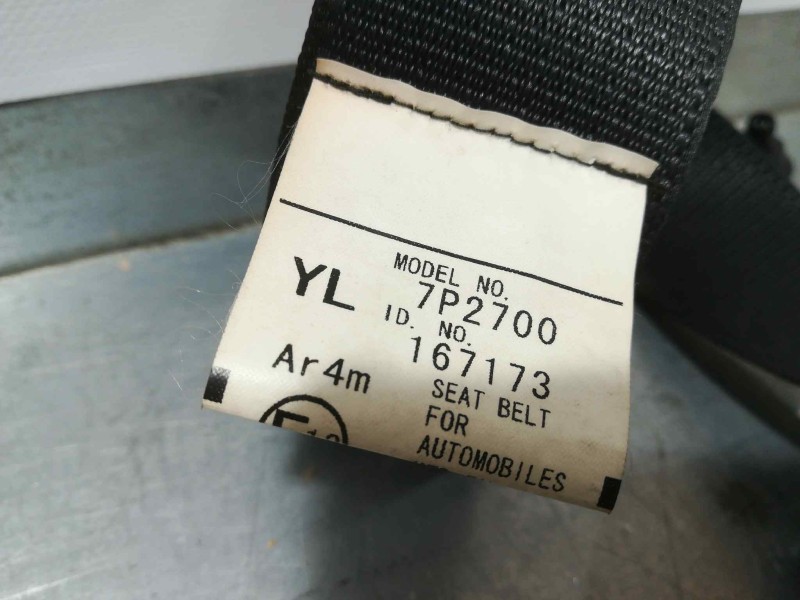 MODEL NO.
YL 7P2700
ID. NO.
167173
Ar4m
SEAT BELT
FOR
AUTOMOBILES